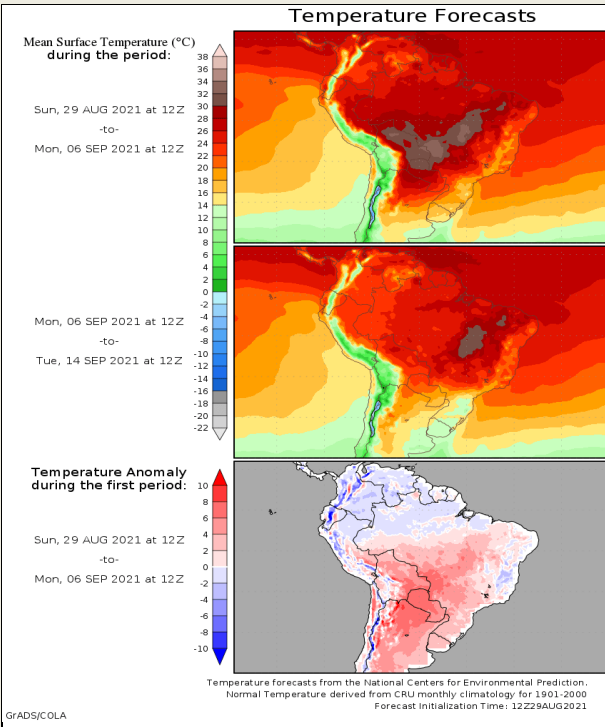 Temperature Forecasts
Mean Surface Temperature (°C)
during the period:
38
36
34
32
30
28
26
24
22
20
18
16
14
12
10
8
6
4
2
0
-2
-4
-6
-8
-10
-12
-14
-16
-18
-20
-22
Sun, 29 AUG 2021 at 12Z
-to-
Mon, 06 SEP 2021 at 12Z
Mon, 06 SEP 2021 at 12Z
-to-
Tue, 14 SEP 2021 at 12Z
Temperature Anomaly
during the first period:
10
8
6
4
2
0
-2
-4
-6
-8
-10
Sun, 29 AUG 2021 at 12Z
-to-
Mon, 06 SEP 2021 at 12Z
Temperature forecasts from the National Centers for Environmental Prediction.
Normal Temperature derived from CRU monthly climatology for 1901-2000
Forecast Initialization Time: 12Z29AUG2021
GrADS/COLA